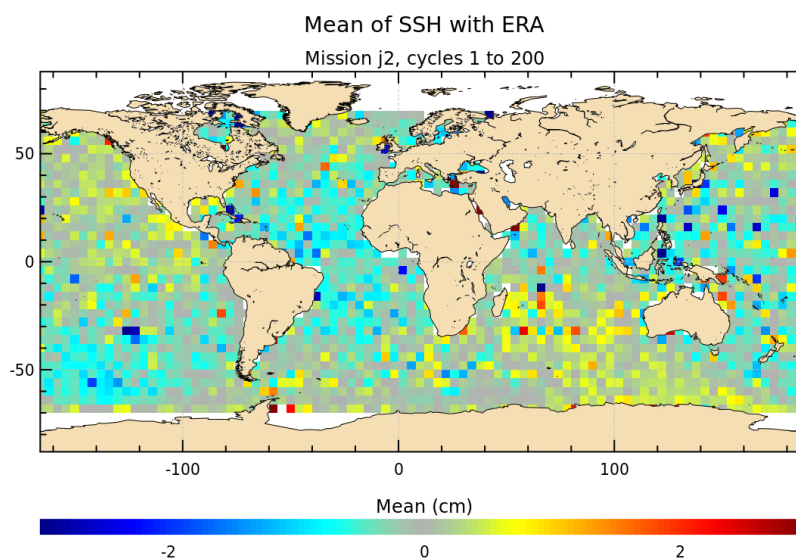 Mean of SSH with ERA
Mission j2, cycles 1 to 200
50
0
-50
-100 0 100
Mean (cm)
-2 0 2